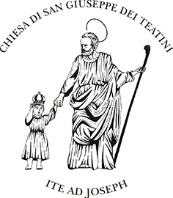 CHIESA DI SAN GIUSEPPE DEI TEATINI
ITE AD JOSEPH